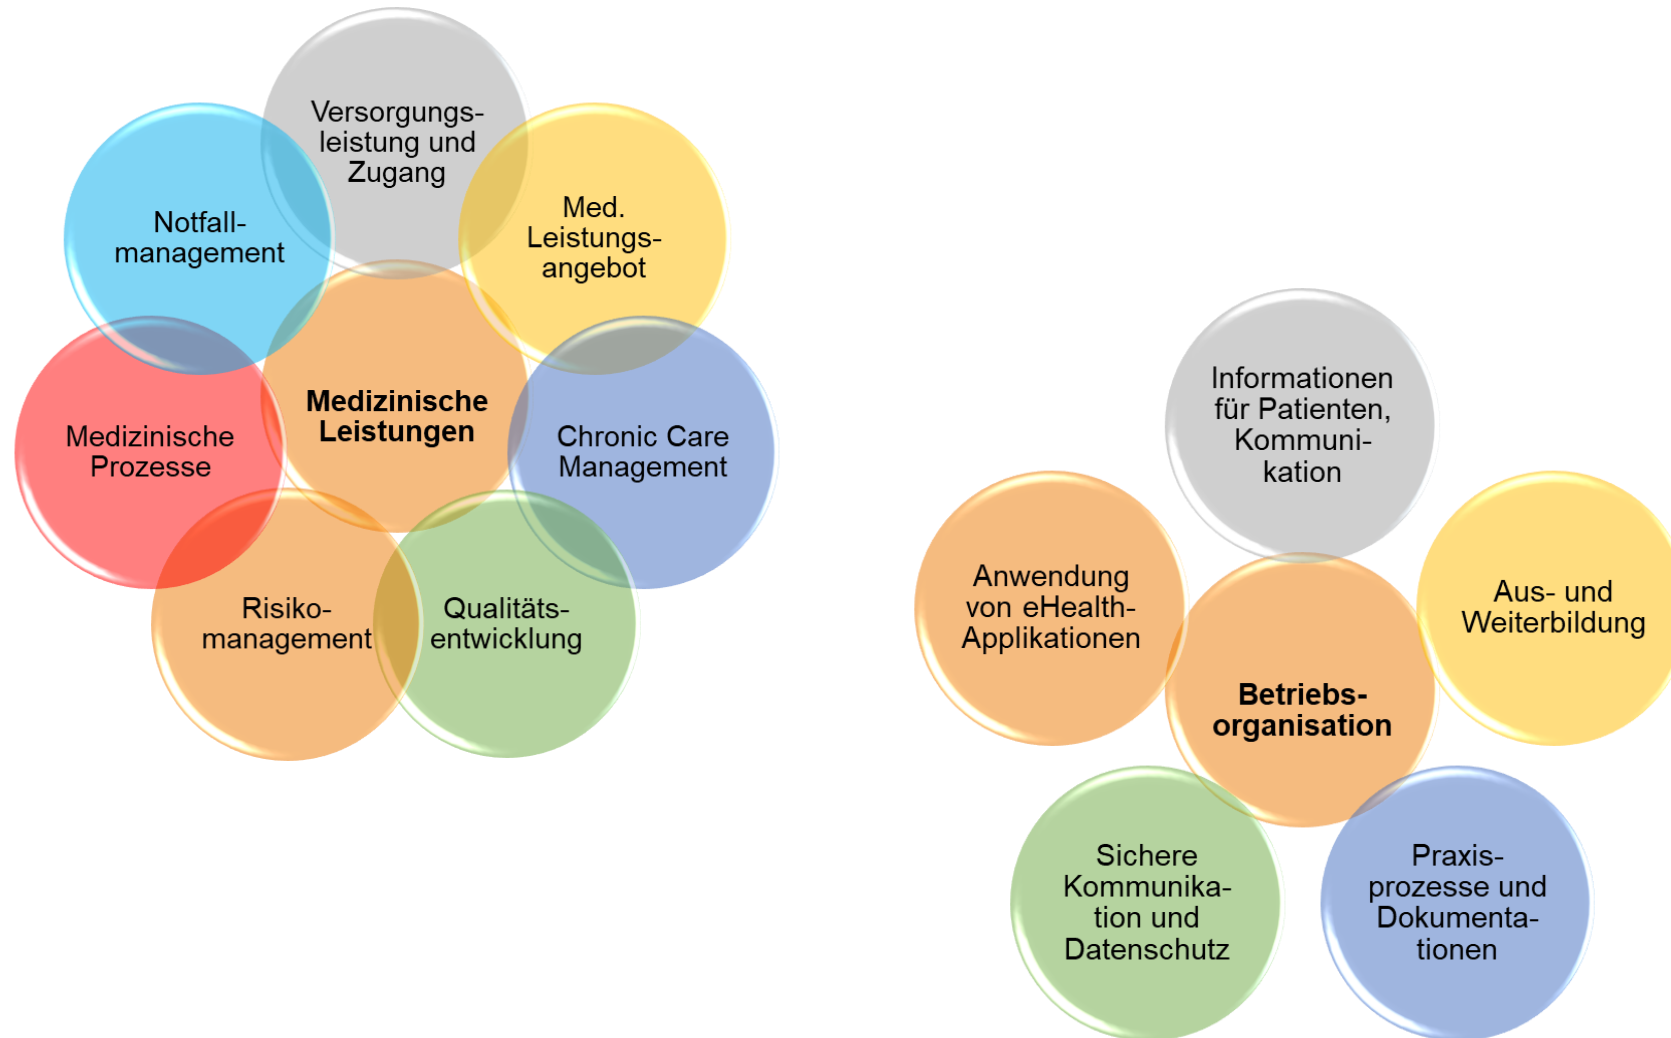 Versorgungs-
leistung und
Zugang
Med.
Leistungs-
angebot
Chronic Care
Management
Qualitäts-
entwicklung
Risiko-
management
Medizinische
Prozesse
Notfall-
management
Medizinische
Leistungen
Informationen
für Patienten,
Kommuni-
kation
Aus- und
Weiterbildung
Praxis-
prozesse und
Dokumenta-
tionen
Sichere
Kommunika-
tion und
Datenschutz
Anwendung
von eHealth-
Applikationen
Betriebs-
organisation